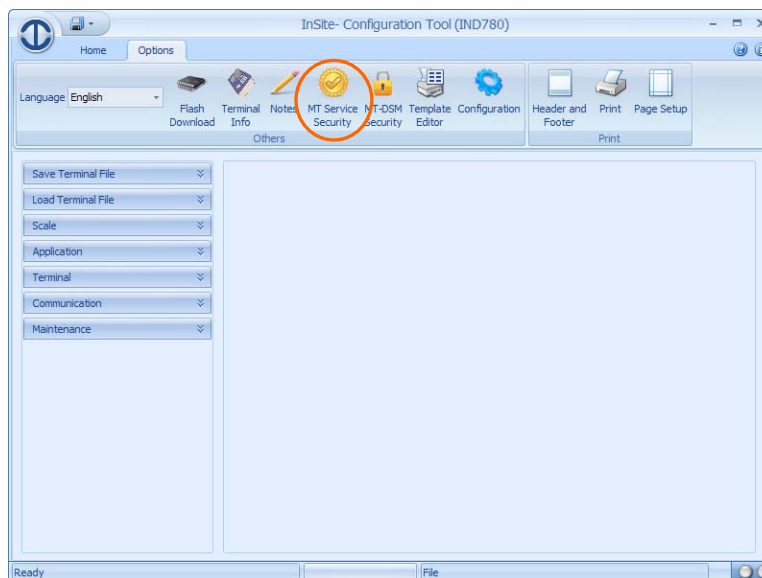 InSite- Configuration Tool (IND780)
Home Options
Language English
Flash Download
Terminal Info
Notes
MT Service Security
MT-DSM Security
Template Editor
Configuration
Header and Footer
Print
Page Setup
Others
Print
Save Terminal File
Load Terminal File
Scale
Application
Terminal
Communication
Maintenance
Ready
File